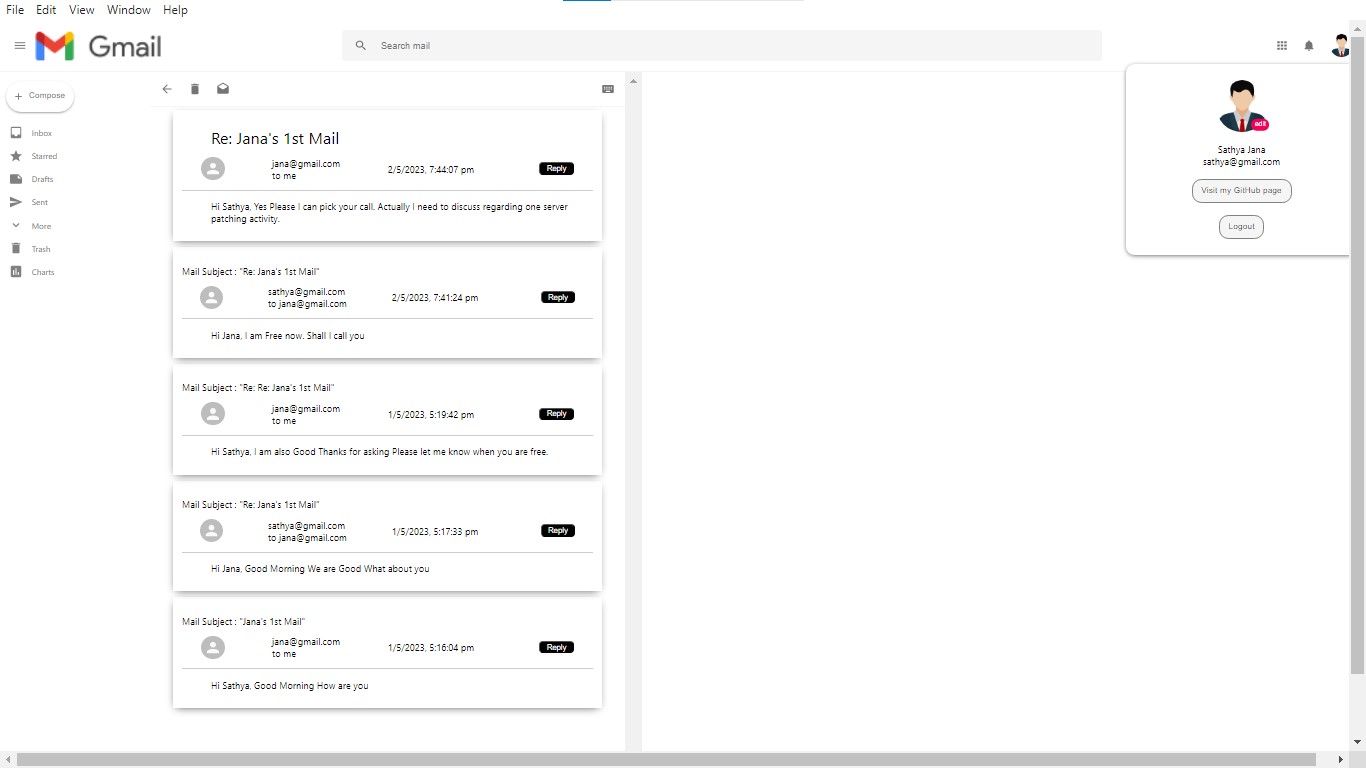 File Edit View Window Help
Gmail
Search mail
Compose
Inbox
Starred
Drafts
Sent
More
Trash
Charts
Re: Jana's 1st Mail
jana@gmail.com
to me
2/5/2023, 7:44:07 pm
Reply
Hi Sathya, Yes Please I can pick your call. Actually I need to discuss regarding one server
patching activity.
Mail Subject : "Re: Jana's 1st Mail"
sathya@gmail.com
to jana@gmail.com
2/5/2023, 7:41:24 pm
Reply
Hi Jana, I am Free now. Shall I call you
Mail Subject : "Re: Re: Jana's 1st Mail"
jana@gmail.com
to me
1/5/2023, 5:19:42 pm
Reply
Hi Sathya, I am also Good Thanks for asking Please let me know when you are free.
Mail Subject : "Re: Jana's 1st Mail"
sathya@gmail.com
to jana@gmail.com
1/5/2023, 5:17:33 pm
Reply
Hi Jana, Good Morning We are Good What about you
Mail Subject : "Jana's 1st Mail"
jana@gmail.com
to me
1/5/2023, 5:16:04 pm
Reply
Hi Sathya, Good Morning How are you
edit
Sathya Jana
sathya@gmail.com
Visit my GitHub page
Logout